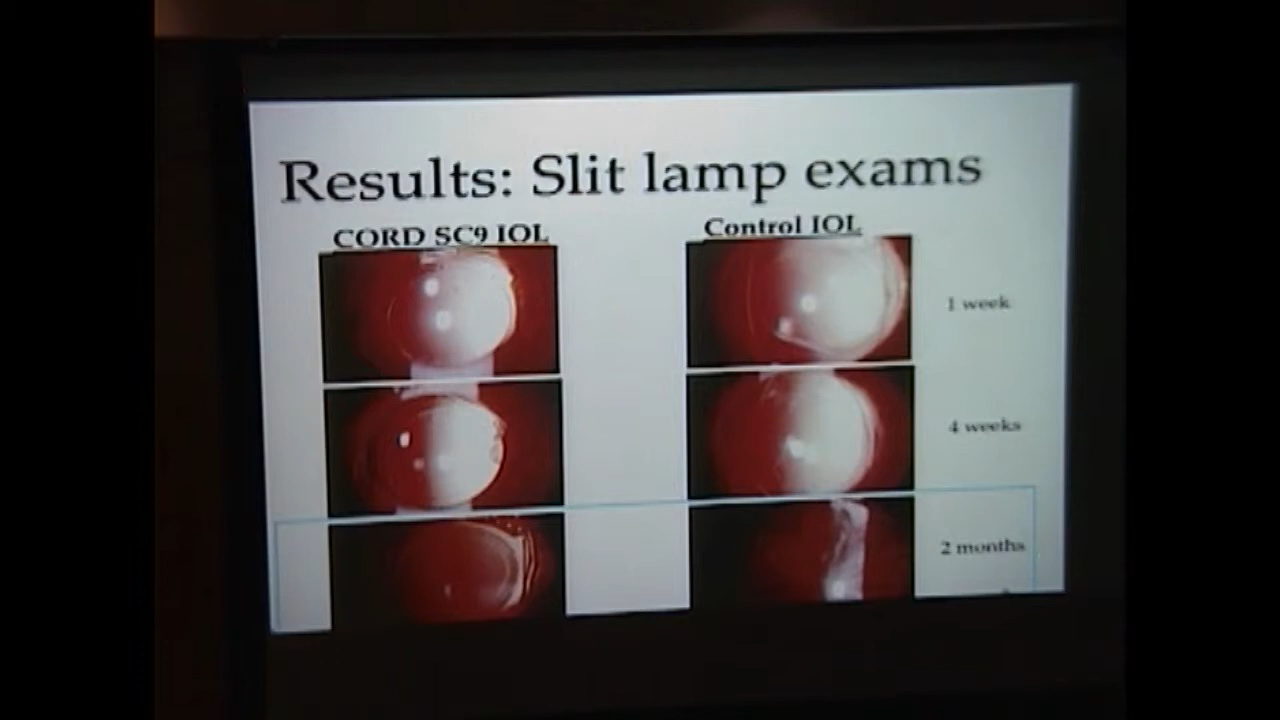 Results: Slit lamp exams
CORD SC9 IOL
Control IOL
1 week
4 weeks
2 months